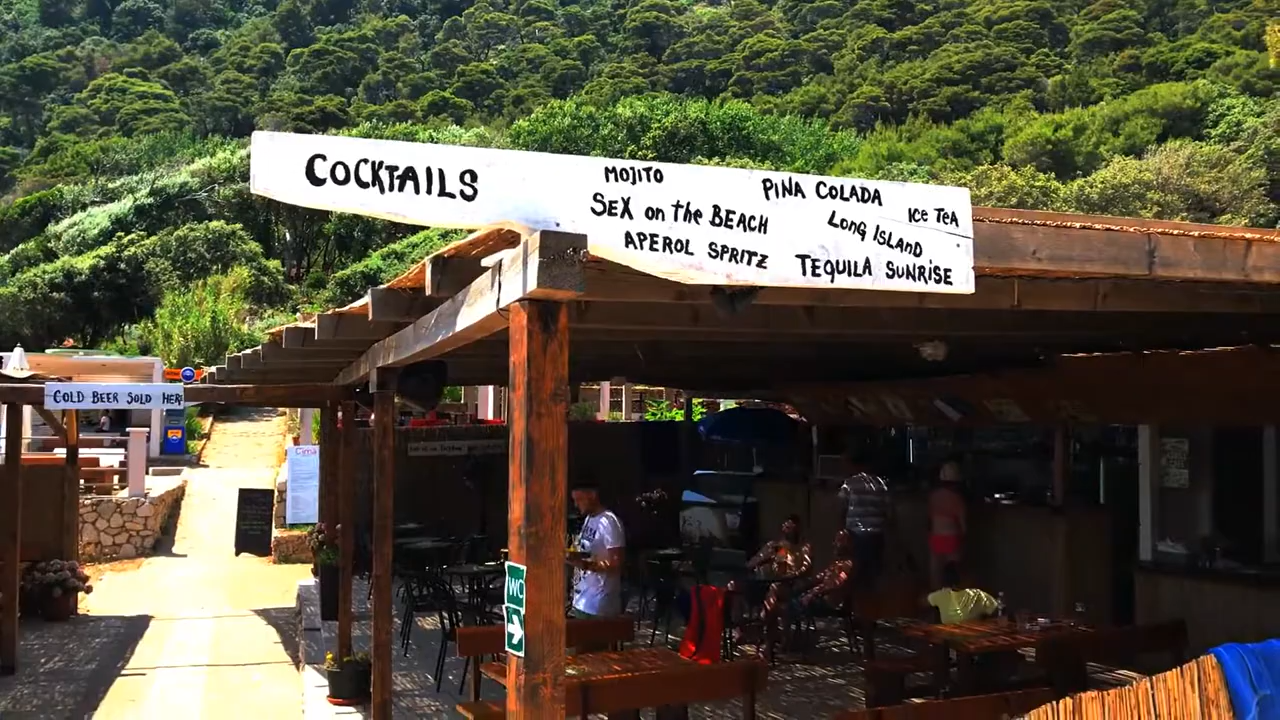 COCKTAILS
MOJITO
SEX on the BEACH
APEROL SPRITZ
PINA COLADA
LONG ISLAND
ICE TEA
TEQUILA SUNRISE
COLD BEER SOLD HERE
WC